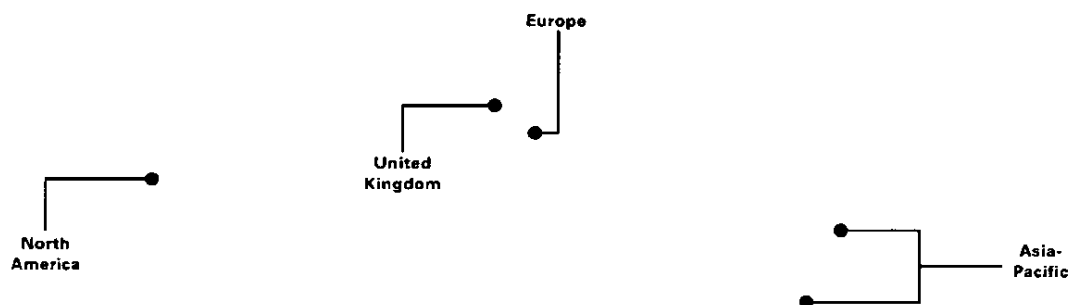 Europe
United
Kingdom
North
America
Asia-
Pacific